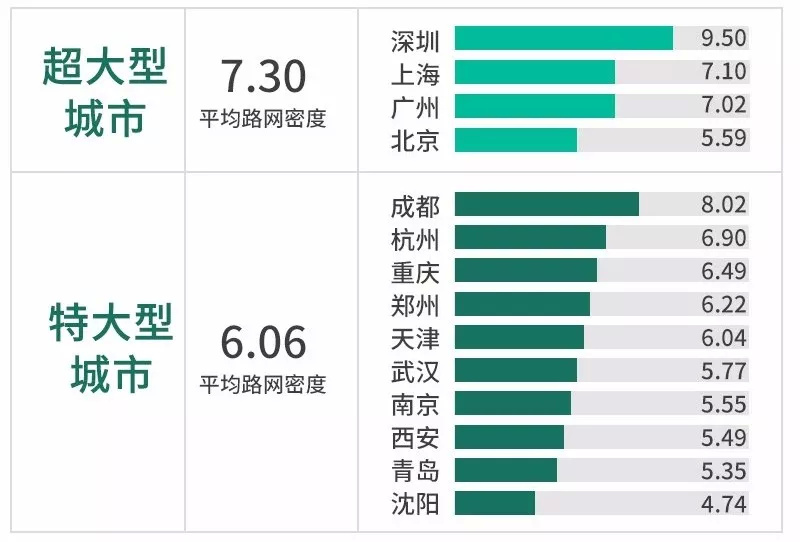 超大型
城市
7.30
平均路网密度
深圳 9.50
上海 7.10
广州 7.02
北京 5.59
特大型
城市
6.06
平均路网密度
成都 8.02
杭州 6.90
重庆 6.49
郑州 6.22
天津 6.04
武汉 5.77
南京 5.55
西安 5.49
青岛 5.35
沈阳 4.74